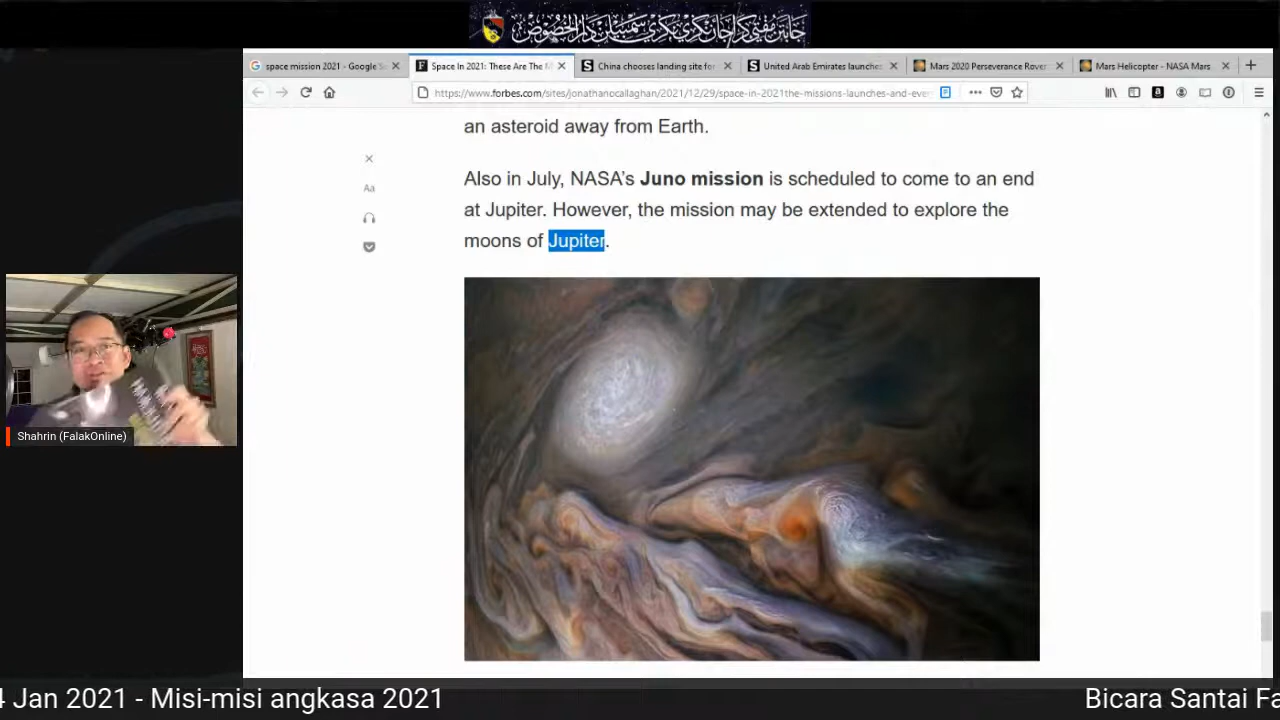 space mission 2021 - Google Se
Space In 2021: These Are The M
China chooses landing site for
United Arab Emirates launches
Mars 2020 Perseverance Rover
Mars Helicopter - NASA Mars
https://www.forbes.com/sites/jonathanocallaghan/2021/12/29/space-in-2021the-missions-launches-and-eve
an asteroid away from Earth.
Also in July, NASA's Juno mission is scheduled to come to an end
at Jupiter. However, the mission may be extended to explore the
moons of Jupiter.
Aa
Shahrin (FalakOnline)
4 Jan 2021 - Misi-misi angkasa 2021
Bicara Santai Fa